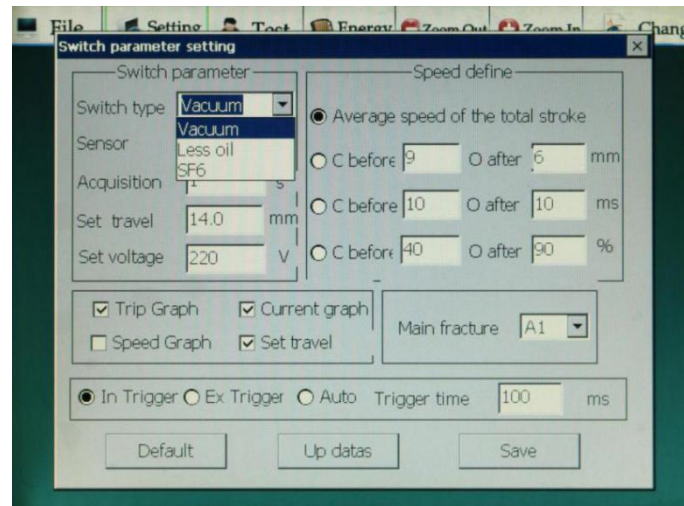 File Setting Test Energy Zoom Out Zoom In Chang
Switch parameter setting
Switch parameter
Switch type Vacuum
Vacuum
Less oil
SF6
Sensor
Acquisition 1 s
Set travel 14.0 mm
Set voltage 220 V
Speed define
Average speed of the total stroke
C before 9 O after 6 mm
C before 10 O after 10 ms
C before 40 O after 90 %
Trip Graph Current graph
Speed Graph Set travel
Main fracture A1
In Trigger Ex Trigger Auto Trigger time 100 ms
Default Up datas Save